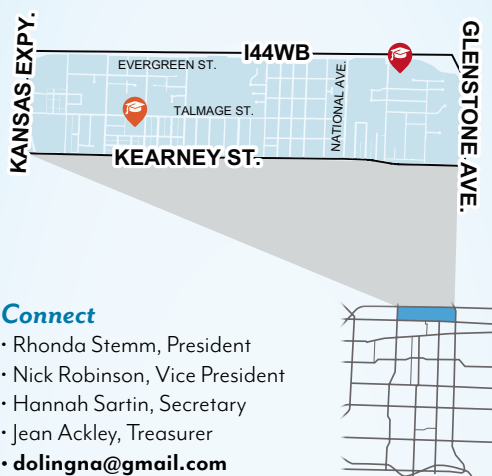 I44WB
EVERGREEN ST.
KANSAS EXPY.
TALMAGE ST.
NATIONAL AVE.
GLENSTONE AVE.
KEARNEY ST.
Connect
· Rhonda Stemm, President
· Nick Robinson, Vice President
· Hannah Sartin, Secretary
· Jean Ackley, Treasurer
· dolingna@gmail.com